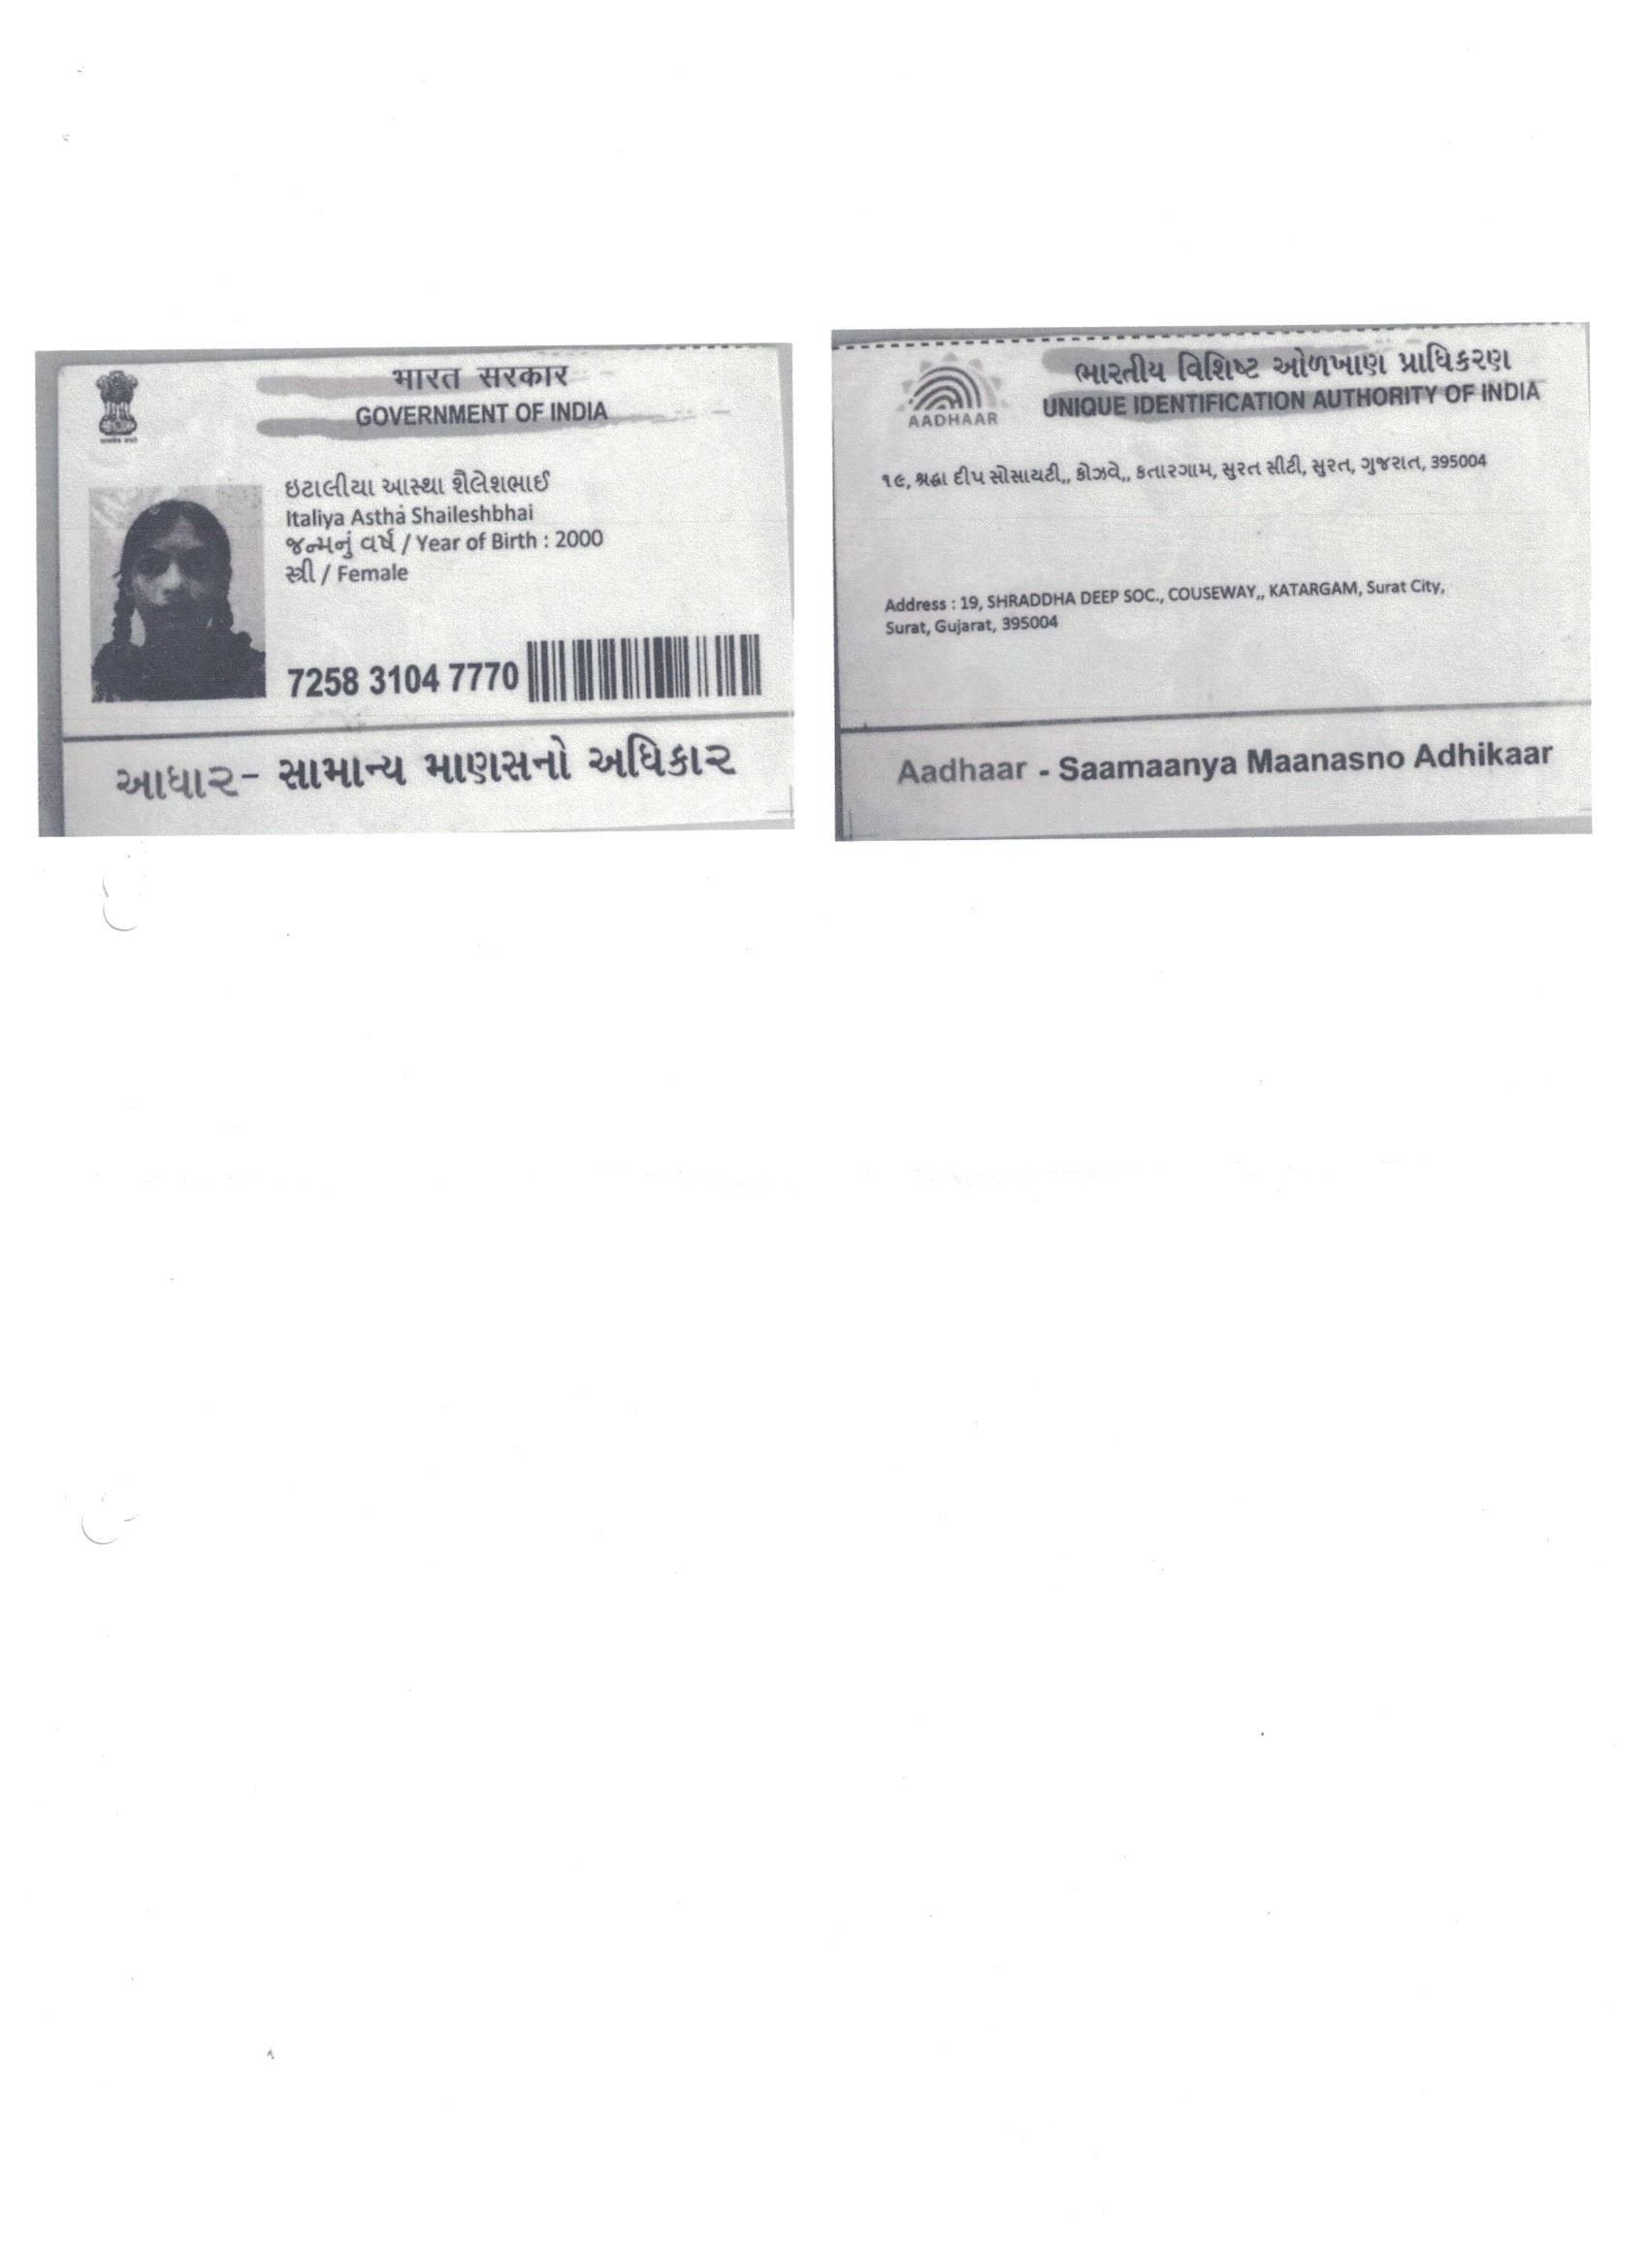 भारत सरकार
GOVERNMENT OF INDIA
ઇટાલીયા આસ્થા શૈલેશભાઈ
Italiya Astha Shaileshbhai
જન્મનું વર્ષ / Year of Birth : 2000
સ્ત્રી / Female
7258 3104 7770
આધાર- સામાન્ય માણસનો અધિકાર
ભારતીય વિશિષ્ટ ઓળખાણ પ્રાધિકરણ
UNIQUE IDENTIFICATION AUTHORITY OF INDIA
AADHAAR
૧૯, શ્રદ્ધા દીપ સોસાયટી,, કોઝવે,, કતારગામ, સુરત સીટી, સુરત, ગુજરાત, 395004
Address : 19, SHRADDHA DEEP SOC., COUSEWAY,, KATARGAM, Surat City,
Surat, Gujarat, 395004
Aadhaar - Saamaanya Maanasno Adhikaar